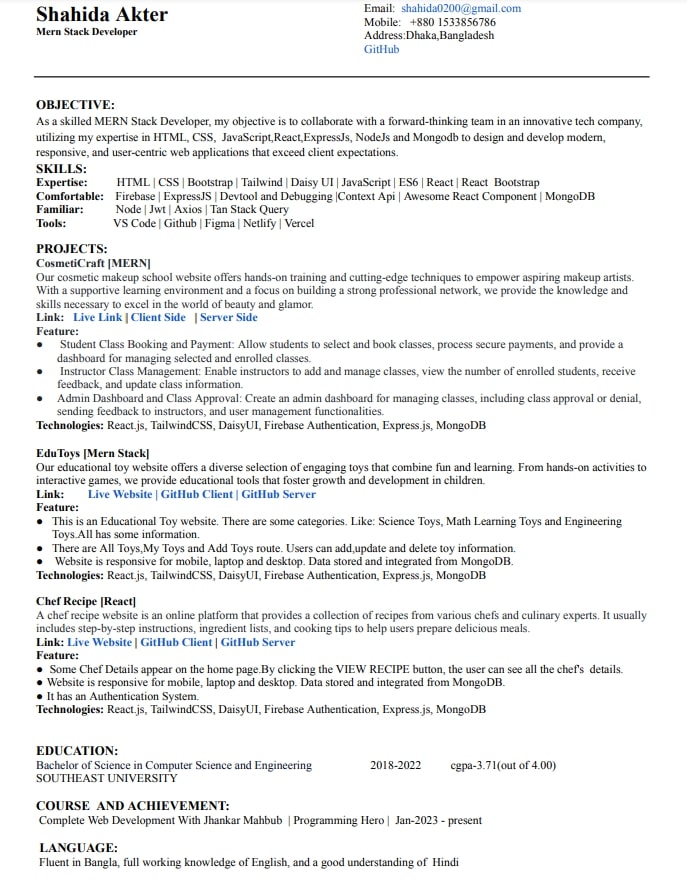 Shahida Akter
Mern Stack Developer
Email: shahida0200@gmail.com
Mobile: +880 1533856786
Address:Dhaka,Bangladesh
GitHub
OBJECTIVE:
As a skilled MERN Stack Developer, my objective is to collaborate with a forward-thinking team in an innovative tech company,
utilizing my expertise in HTML, CSS, JavaScript,React,ExpressJs, NodeJs and Mongodb to design and develop modern,
responsive, and user-centric web applications that exceed client expectations.
SKILLS:
Expertise: HTML | CSS | Bootstrap | Tailwind | Daisy UI | JavaScript | ES6 | React | React Bootstrap
Comfortable: Firebase | ExpressJS | Devtool and Debugging |Context Api | Awesome React Component | MongoDB
Familiar: Node | Jwt | Axios | Tan Stack Query
Tools: VS Code | Github | Figma | Netlify | Vercel
PROJECTS:
CosmetiCraft [MERN]
Our cosmetic makeup school website offers hands-on training and cutting-edge techniques to empower aspiring makeup artists.
With a supportive learning environment and a focus on building a strong professional network, we provide the knowledge and
skills necessary to excel in the world of beauty and glamor.
Link: Live Link | Client Side | Server Side
Feature:
● Student Class Booking and Payment: Allow students to select and book classes, process secure payments, and provide a
dashboard for managing selected and enrolled classes.
● Instructor Class Management: Enable instructors to add and manage classes, view the number of enrolled students, receive
feedback, and update class information.
● Admin Dashboard and Class Approval: Create an admin dashboard for managing classes, including class approval or denial,
sending feedback to instructors, and user management functionalities.
Technologies: React.js, TailwindCSS, DaisyUI, Firebase Authentication, Express.js, MongoDB
EduToys [Mern Stack]
Our educational toy website offers a diverse selection of engaging toys that combine fun and learning. From hands-on activities to
interactive games, we provide educational tools that foster growth and development in children.
Link: Live Website | GitHub Client | GitHub Server
Feature:
● This is an Educational Toy website. There are some categories. Like: Science Toys, Math Learning Toys and Engineering
Toys.All has some information.
● There are All Toys,My Toys and Add Toys route. Users can add,update and delete toy information.
● Website is responsive for mobile, laptop and desktop. Data stored and integrated from MongoDB.
Technologies: React.js, TailwindCSS, DaisyUI, Firebase Authentication, Express.js, MongoDB
Chef Recipe [React]
A chef recipe website is an online platform that provides a collection of recipes from various chefs and culinary experts. It usually
includes step-by-step instructions, ingredient lists, and cooking tips to help users prepare delicious meals.
Link: Live Website | GitHub Client | GitHub Server
Feature:
● Some Chef Details appear on the home page.By clicking the VIEW RECIPE button, the user can see all the chef's details.
● Website is responsive for mobile, laptop and desktop. Data stored and integrated from MongoDB.
● It has an Authentication System.
Technologies: React.js, TailwindCSS, DaisyUI, Firebase Authentication, Express.js, MongoDB
EDUCATION:
Bachelor of Science in Computer Science and Engineering 2018-2022 cgpa-3.71(out of 4.00)
SOUTHEAST UNIVERSITY
COURSE AND ACHIEVEMENT:
Complete Web Development With Jhankar Mahbub | Programming Hero | Jan-2023 - present
LANGUAGE:
Fluent in Bangla, full working knowledge of English, and a good understanding of Hindi